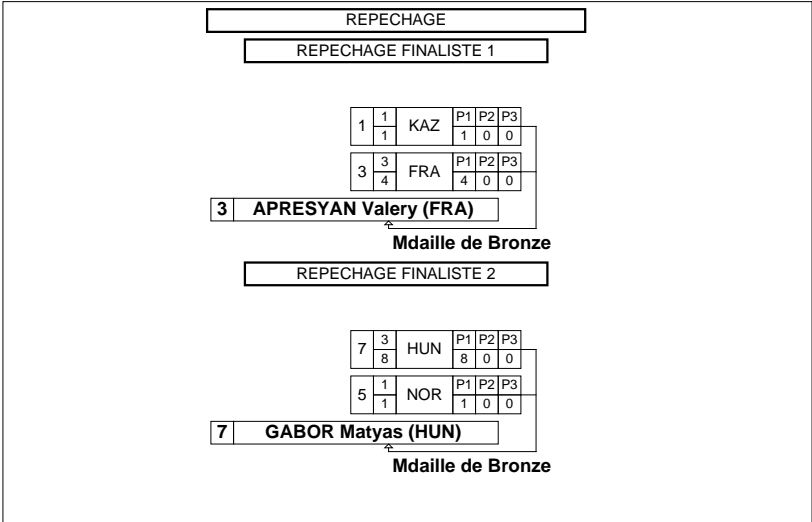 REPECHAGE
REPECHAGE FINALISTE 1
1 1 KAZ P1 P2 P3
1 1 0 0
3 3 FRA P1 P2 P3
4 4 0 0
3 APRESYAN Valery (FRA)
Mdaille de Bronze
REPECHAGE FINALISTE 2
7 3 HUN P1 P2 P3
8 8 0 0
5 1 NOR P1 P2 P3
1 1 0 0
7 GABOR Matyas (HUN)
Mdaille de Bronze